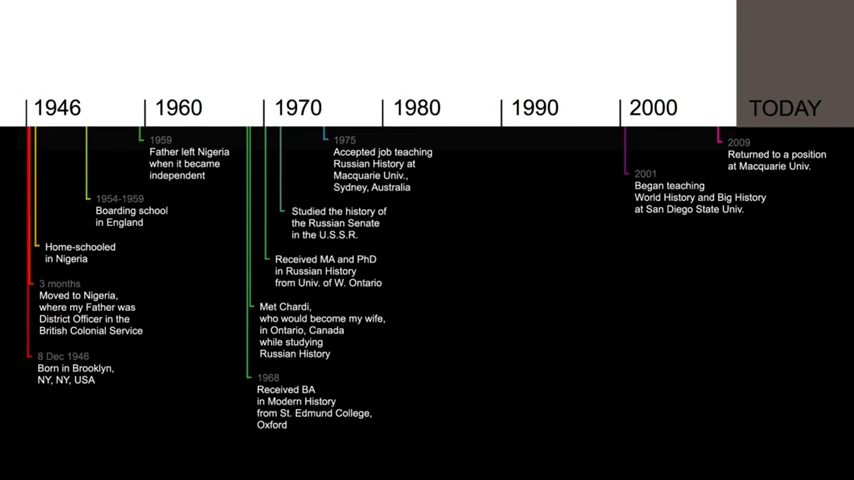 1946
1960
1970
1980
1990
2000
TODAY
1959
Father left Nigeria
when it became
independent
1954-1959
Boarding school
in England
Home-schooled
in Nigeria
3 months
Moved to Nigeria,
where my Father was
District Officer in the
British Colonial Service
8 Dec 1946
Born in Brooklyn,
NY, NY, USA
1975
Accepted job teaching
Russian History at
Macquarie Univ.,
Sydney, Australia
Studied the history of
the Russian Senate
in the U.S.S.R.
Received MA and PhD
in Russian History
from Univ. of W. Ontario
Met Chardi,
who would become my wife,
in Ontario, Canada
while studying
Russian History
1968
Received BA
in Modern History
from St. Edmund College,
Oxford
2001
Began teaching
World History and Big History
at San Diego State Univ.
2009
Returned to a position
at Macquarie Univ.